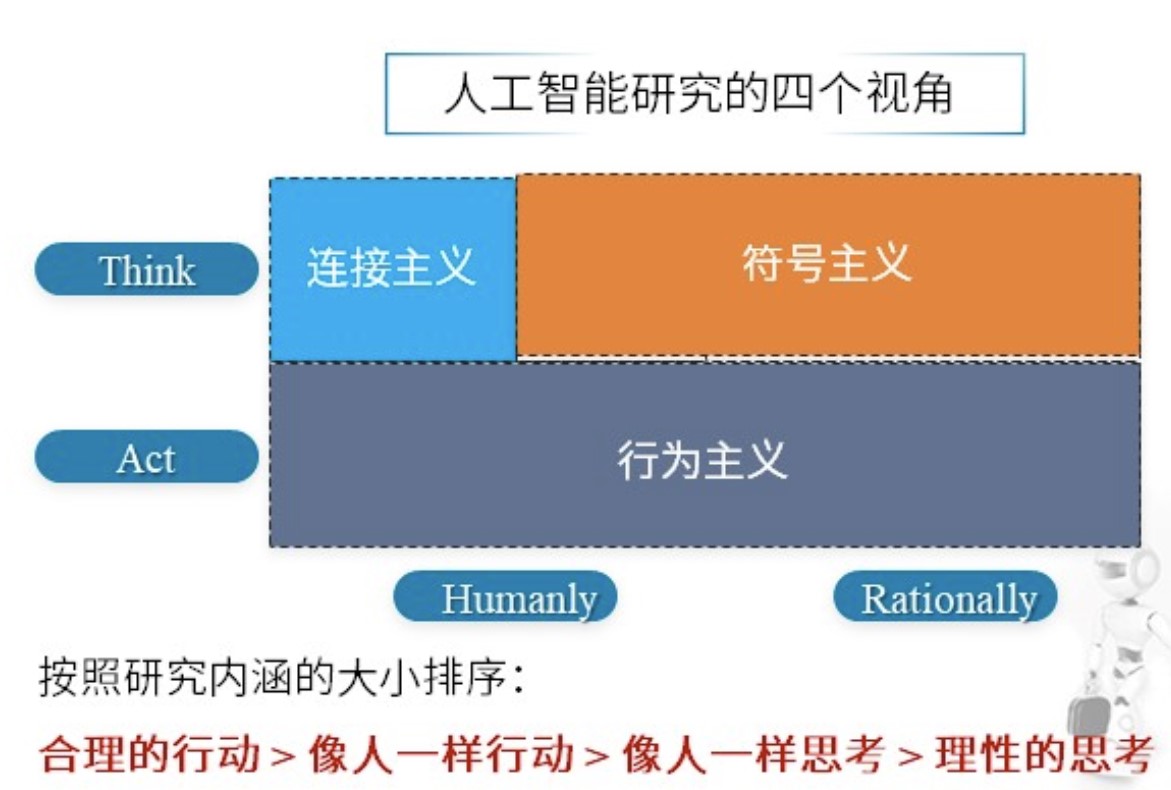 人工智能研究的四个视角
Think
连接主义
符号主义
Act
行为主义
Humanly
Rationally
按照研究内涵的大小排序：
合理的行动 > 像人一样行动 > 像人一样思考 > 理性的思考